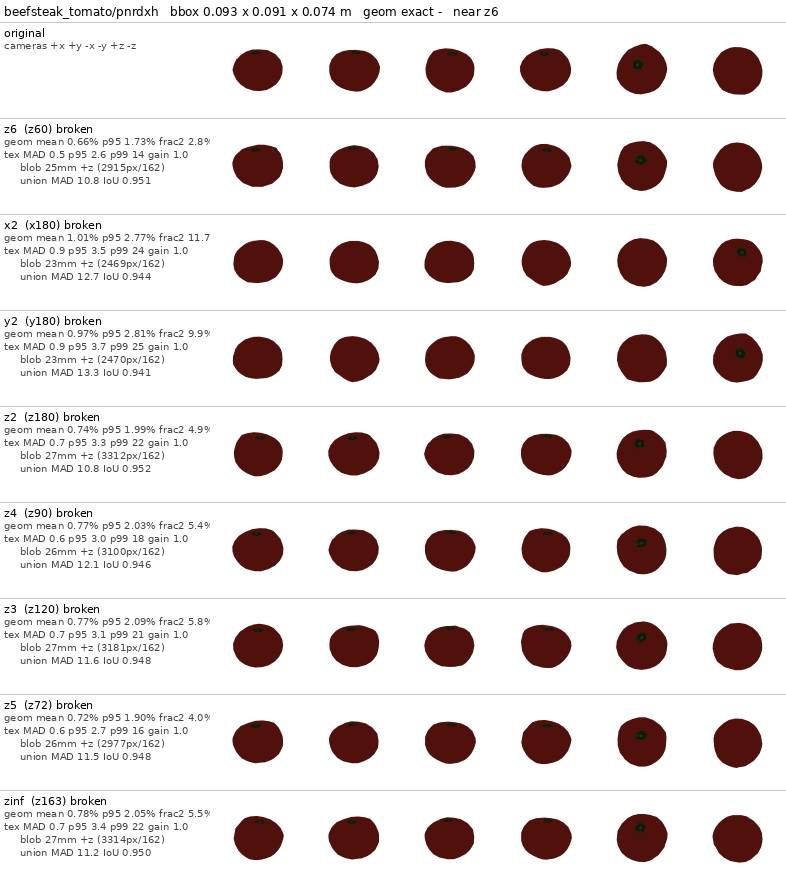 beefsteak_tomato/pnrdxh   bbox 0.093 x 0.091 x 0.074 m   geom exact -   near z6
original
cameras +x +y -x -y +z -z
z6  (z60) broken
geom mean 0.66% p95 1.73% frac2 2.8%
tex MAD 0.5 p95 2.6 p99 14 gain 1.0
blob 25mm +z (2915px/162)
union MAD 10.8 IoU 0.951
x2  (x180) broken
geom mean 1.01% p95 2.77% frac2 11.7
tex MAD 0.9 p95 3.5 p99 24 gain 1.0
blob 23mm +z (2469px/162)
union MAD 12.7 IoU 0.944
y2  (y180) broken
geom mean 0.97% p95 2.81% frac2 9.9%
tex MAD 0.9 p95 3.7 p99 25 gain 1.0
blob 23mm +z (2470px/162)
union MAD 13.3 IoU 0.941
z2  (z180) broken
geom mean 0.74% p95 1.99% frac2 4.9%
tex MAD 0.7 p95 3.3 p99 22 gain 1.0
blob 27mm +z (3312px/162)
union MAD 10.8 IoU 0.952
z4  (z90) broken
geom mean 0.77% p95 2.03% frac2 5.4%
tex MAD 0.6 p95 3.0 p99 18 gain 1.0
blob 26mm +z (3100px/162)
union MAD 12.1 IoU 0.946
z3  (z120) broken
geom mean 0.77% p95 2.09% frac2 5.8%
tex MAD 0.7 p95 3.1 p99 21 gain 1.0
blob 27mm +z (3181px/162)
union MAD 11.6 IoU 0.948
z5  (z72) broken
geom mean 0.72% p95 1.90% frac2 4.0%
tex MAD 0.6 p95 2.7 p99 16 gain 1.0
blob 26mm +z (2977px/162)
union MAD 11.5 IoU 0.948
zinf  (z163) broken
geom mean 0.78% p95 2.05% frac2 5.5%
tex MAD 0.7 p95 3.4 p99 22 gain 1.0
blob 27mm +z (3314px/162)
union MAD 11.2 IoU 0.950